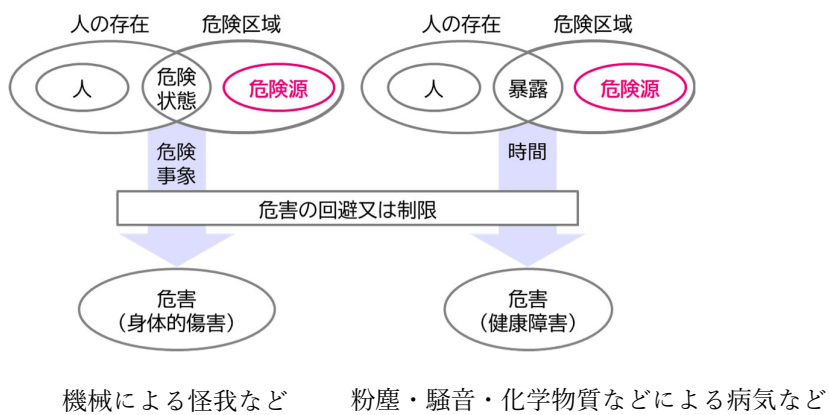 人の存在
危険区域
人
危険
状態
危険源
危険
事象
人の存在
危険区域
人
暴露
危険源
時間
危害の回避又は制限
危害
（身体的傷害）
危害
（健康障害）
機械による怪我など
粉塵・騒音・化学物質などによる病気など